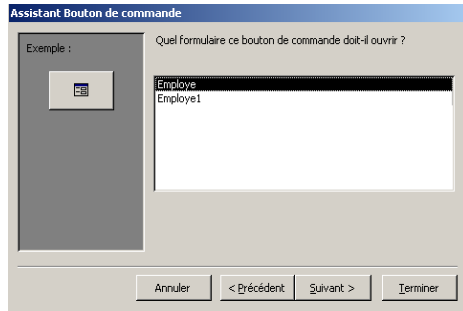 Assistant Bouton de commande
Exemple :
Quel formulaire ce bouton de commande doit-il ouvrir ?
Employe
Employe1
Annuler
< Précédent
Suivant >
Terminer